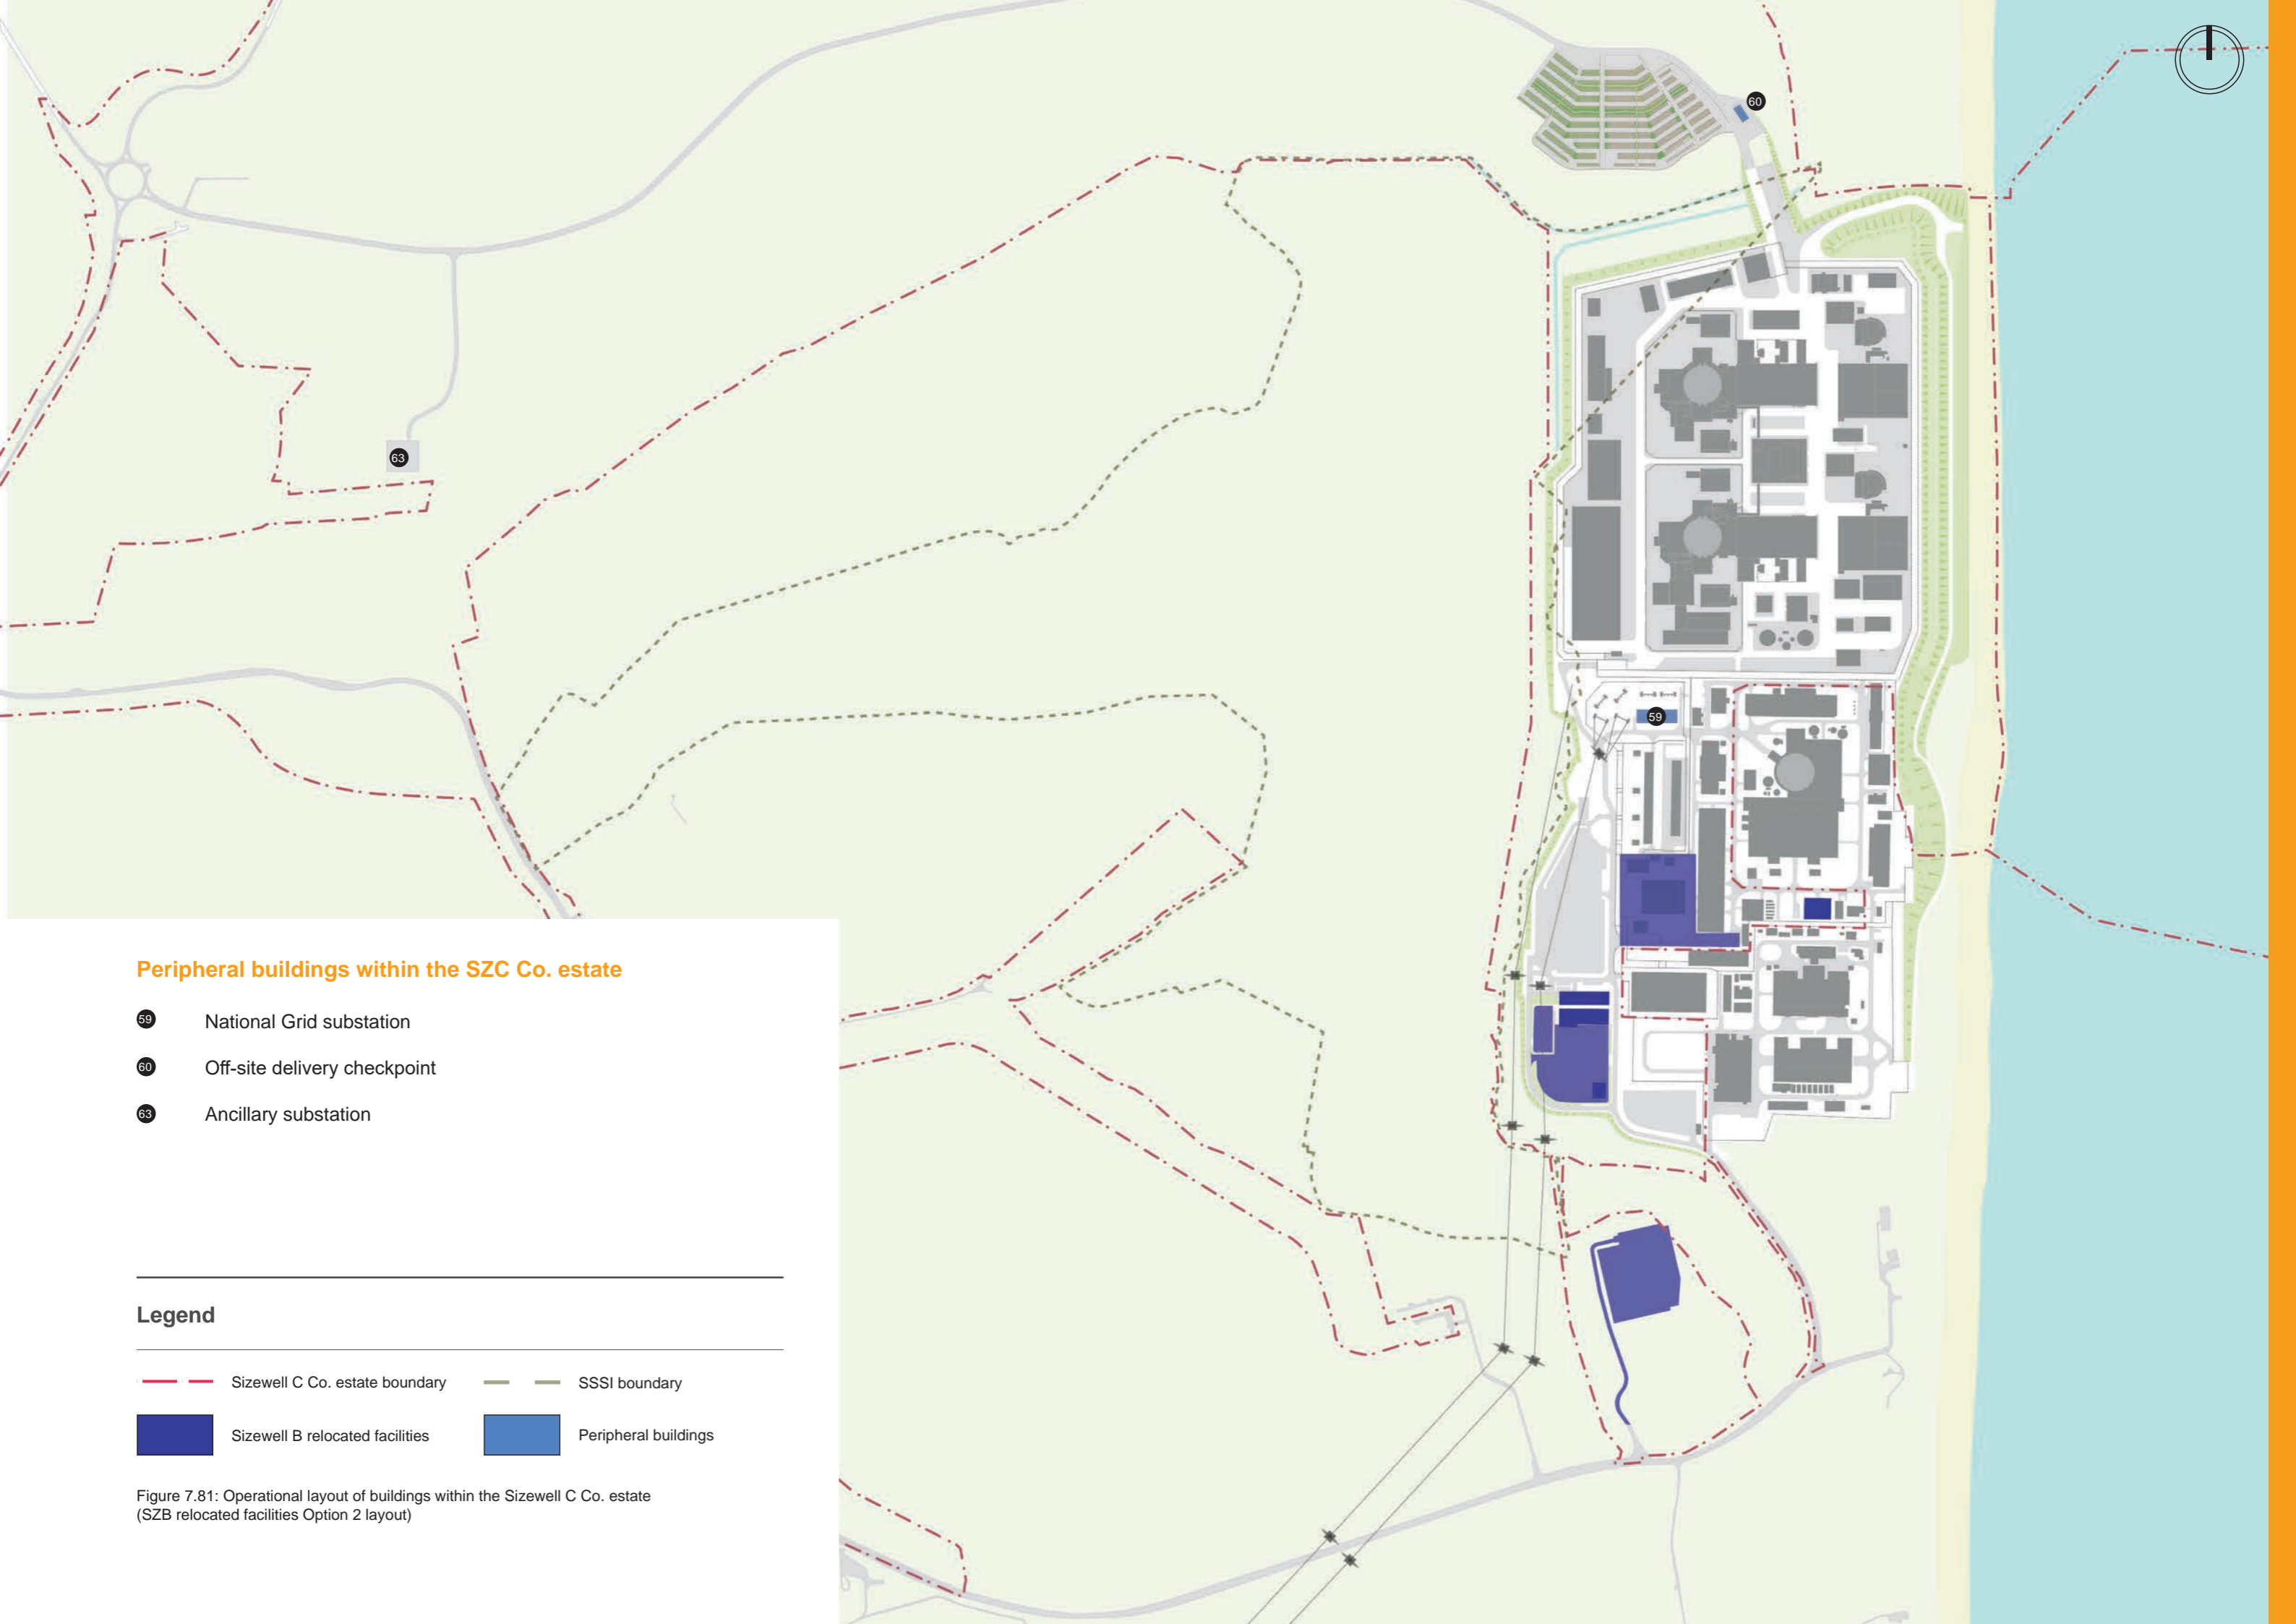 60
63
59
Peripheral buildings within the SZC Co. estate
59 National Grid substation
60 Off-site delivery checkpoint
63 Ancillary substation
Legend
Sizewell C Co. estate boundary
SSSI boundary
Sizewell B relocated facilities
Peripheral buildings
Figure 7.81: Operational layout of buildings within the Sizewell C Co. estate
(SZB relocated facilities Option 2 layout)